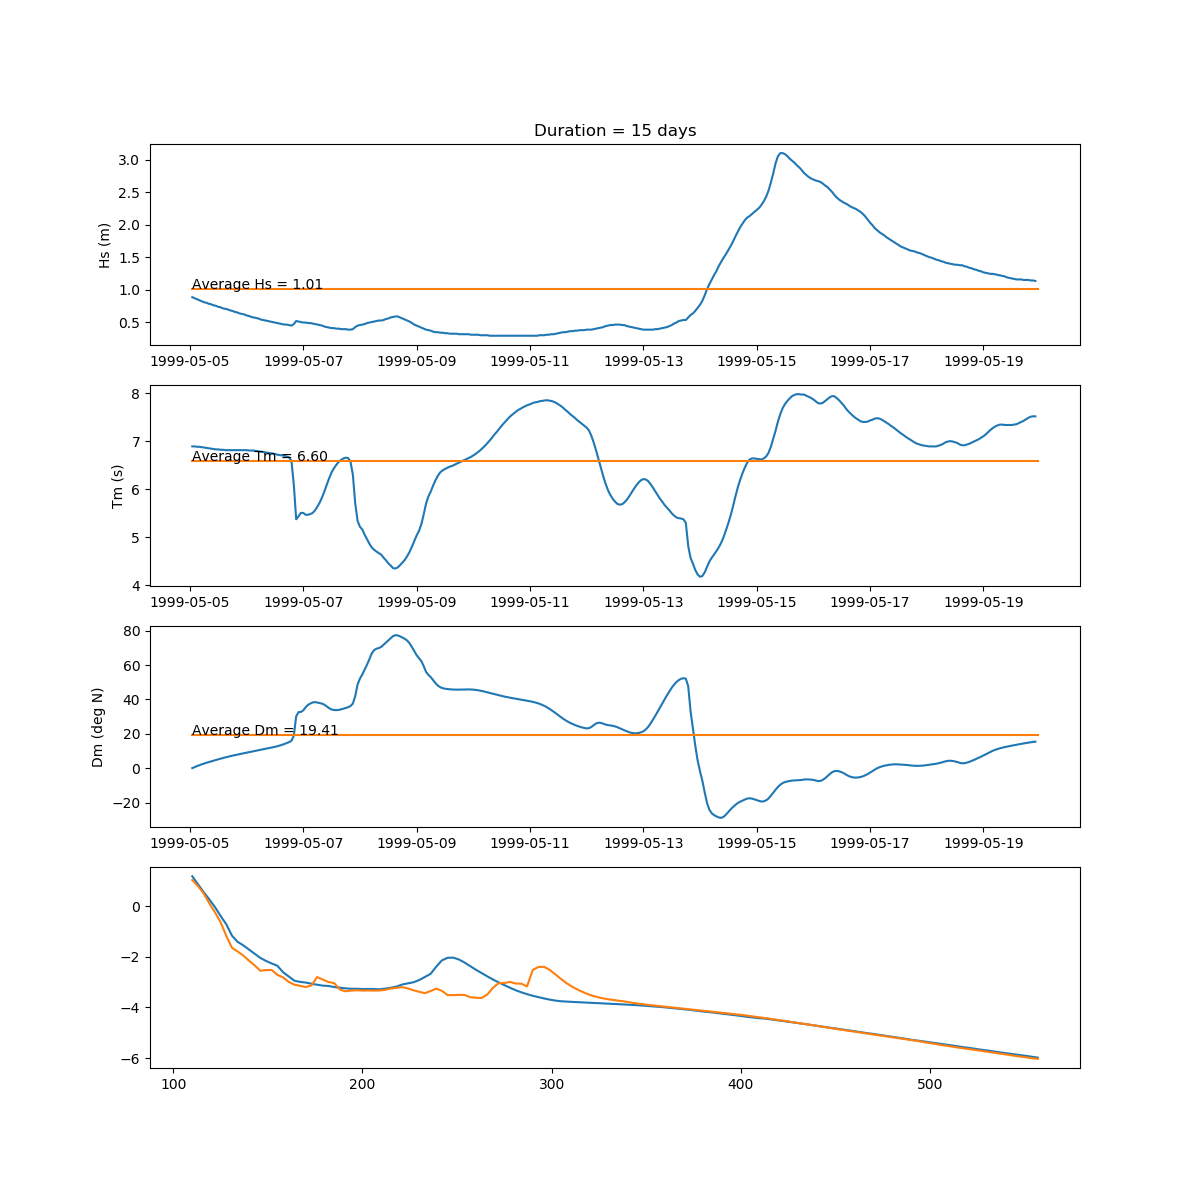 Duration = 15 days
Hs (m)
3.0
2.5
2.0
1.5
1.0
0.5
Average Hs = 1.01
1999-05-05 1999-05-07 1999-05-09 1999-05-11 1999-05-13 1999-05-15 1999-05-17 1999-05-19
Tm (s)
8
7
6
5
4
Average Tm = 6.60
1999-05-05 1999-05-07 1999-05-09 1999-05-11 1999-05-13 1999-05-15 1999-05-17 1999-05-19
Dm (deg N)
80
60
40
20
0
−20
Average Dm = 19.41
1999-05-05 1999-05-07 1999-05-09 1999-05-11 1999-05-13 1999-05-15 1999-05-17 1999-05-19
0
−2
−4
−6
100 200 300 400 500